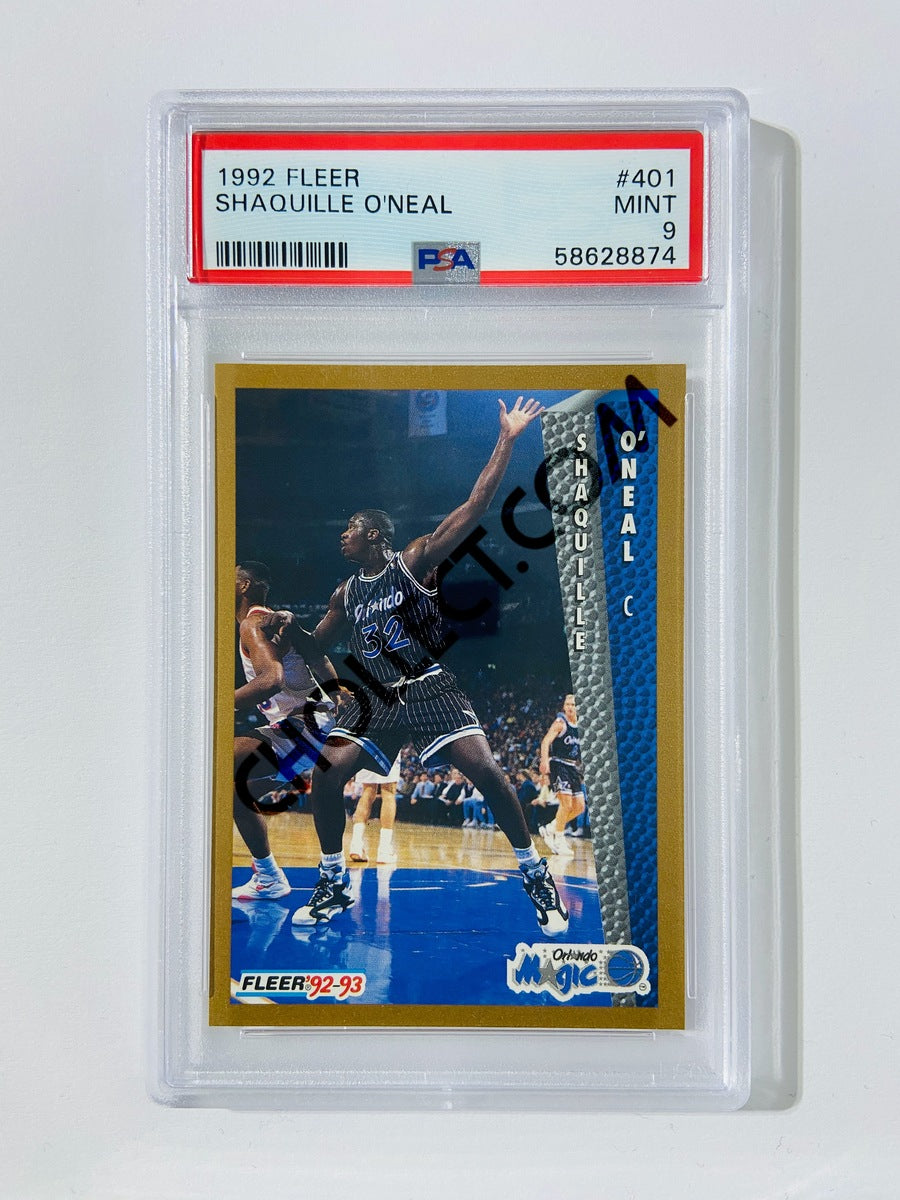 1992 FLEER #401
SHAQUILLE O'NEAL MINT
9
PSA 58628874
SHAQUILLE
O'NEAL C
Orlando
32
CHOLLECT.COM
FLEER '92-93
Orlando
Magic